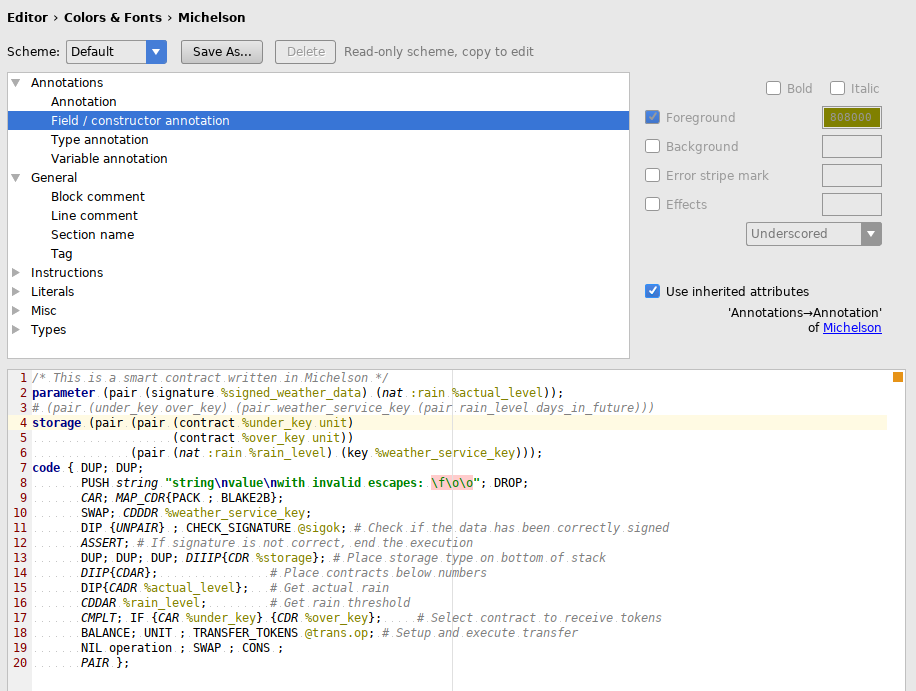 Editor › Colors & Fonts › Michelson
Scheme: Default Save As... Delete Read-only scheme, copy to edit
Annotations
Annotation
Field / constructor annotation
Type annotation
Variable annotation
General
Block comment
Line comment
Section name
Tag
Instructions
Literals
Misc
Types
Bold Italic
Foreground 808000
Background
Error stripe mark
Effects
Underscored
Use inherited attributes
'Annotations→Annotation'
of Michelson
1 /* This is a smart contract written in Michelson */
2 parameter (pair (signature %signed_weather_data) (nat :rain %actual_level));
3 # (pair (under_key over_key) (pair weather_service_key (pair rain_level days_in_future)))
4 storage (pair (pair (contract %under_key unit)
5 (contract %over_key unit))
6 (pair (nat :rain %rain_level) (key %weather_service_key)));
7 code { DUP; DUP;
8 PUSH string "string\nvalue\nwith invalid escapes: \f\o\o"; DROP;
9 CAR; MAP_CDR{PACK ; BLAKE2B};
10 SWAP; CDDDR %weather_service_key;
11 DIP {UNPAIR} ; CHECK_SIGNATURE @sigok; # Check if the data has been correctly signed
12 ASSERT; # If signature is not correct, end the execution
13 DUP; DUP; DUP; DIIIP{CDR %storage}; # Place storage type on bottom of stack
14 DIIP{CDAR}; # Place contracts below numbers
15 DIP{CADR %actual_level}; # Get actual rain
16 CDDAR %rain_level; # Get rain threshold
17 CMPLT; IF {CAR %under_key} {CDR %over_key}; # Select contract to receive tokens
18 BALANCE; UNIT ; TRANSFER_TOKENS @trans.op; # Setup and execute transfer
19 NIL operation ; SWAP ; CONS ;
20 PAIR };